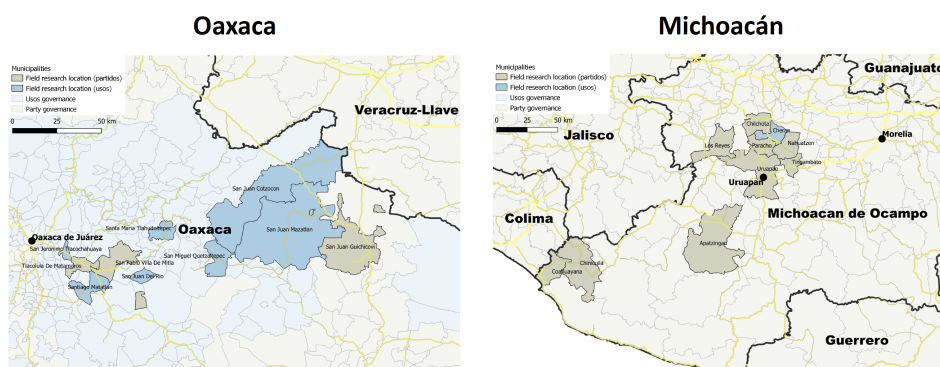 Oaxaca
Michoacán
Municipalities
Field research location (partidos)
Field research location (usos)
Usos governance
Party governance
0 25 50 km
Veracruz-Llave
San Juan Cotzocon
Santa Maria Tlahuitoltepec
Oaxaca
San Juan Mazatlan
Oaxaca de Juárez
San Jeronimo Tlacochahuaya
San Juan Guichicovi
San Miguel Quetzaltepec
San Pablo Villa De Mitla
Tlacolula De Matamoros
San Juan Del Rio
Santiago Matatlan
Municipalities
Field research location (partidos)
Field research location (usos)
Usos governance
Party governance
0 25 50 km
Guanajuato
Jalisco
Chilchota
Cheran
Morelia
Los Reyes
Paracho
Nahuatzen
Tingambato
Uruapan
Uruapan
Colima
Michoacan de Ocampo
Apatzingan
Chinicuila
Coahuayana
Guerrero